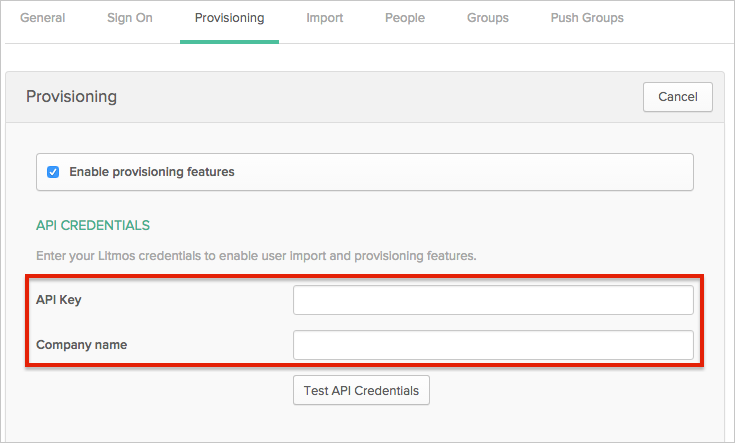 General Sign On Provisioning Import People Groups Push Groups
Provisioning Cancel
Enable provisioning features
API CREDENTIALS
Enter your Litmos credentials to enable user import and provisioning features.
API Key
Company name
Test API Credentials